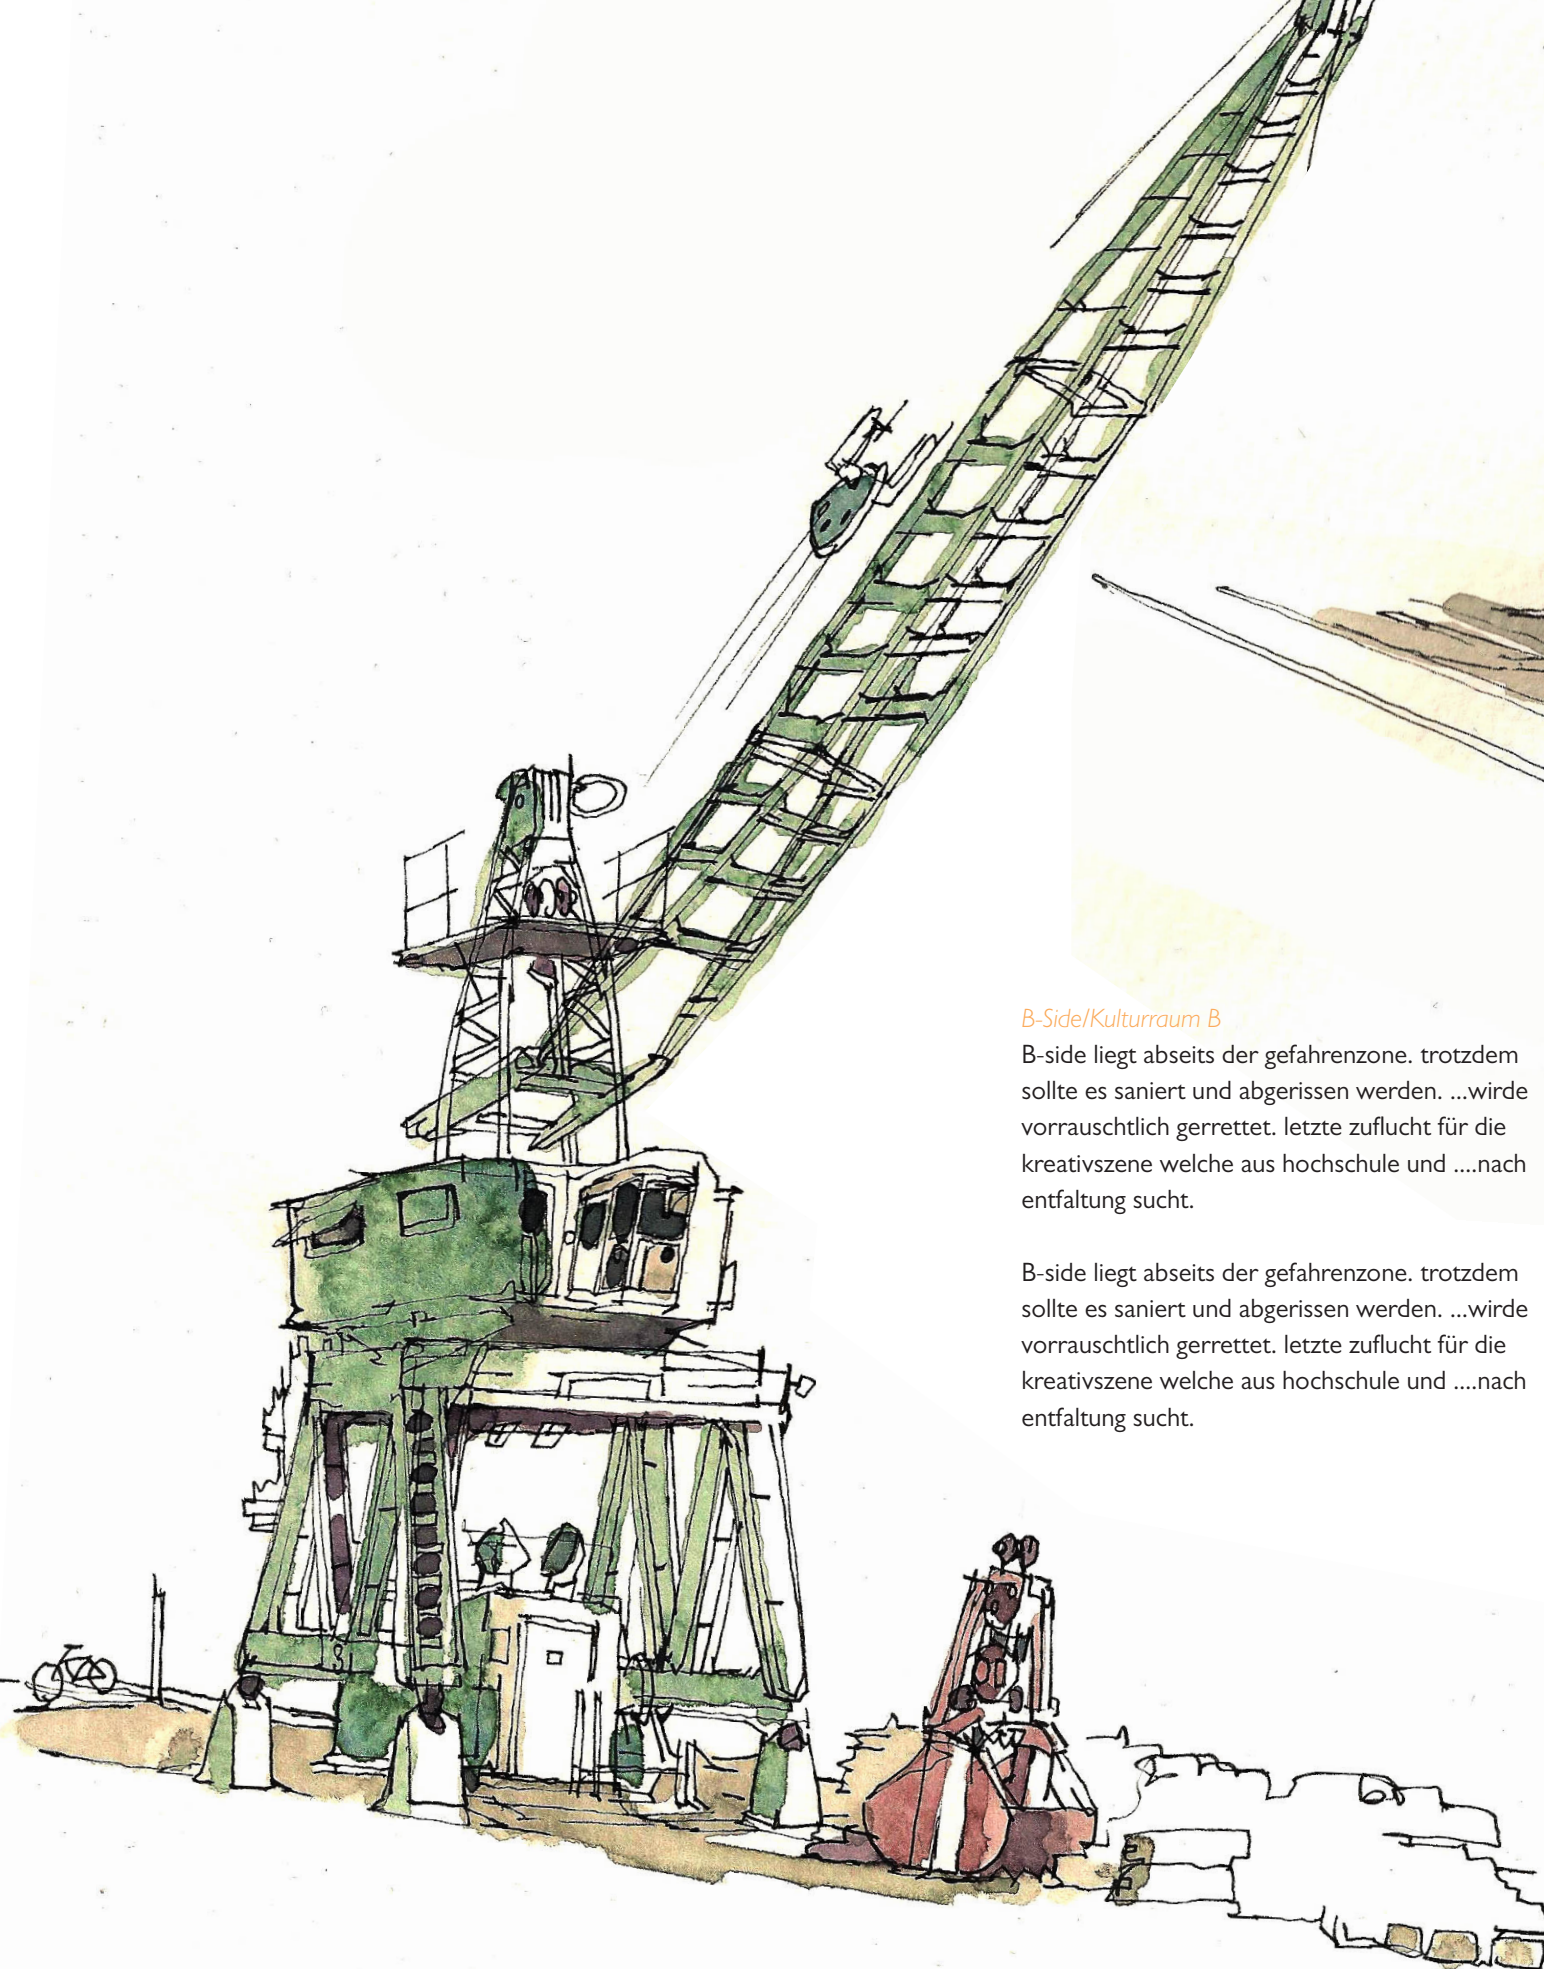 B-Side/Kulturraum B
B-side liegt abseits der gefahrenzone. trotzdem
sollte es saniert und abgerissen werden. ...wirde
vorrauschtlich gerrettet. letzte zuflucht für die
kreativszene welche aus hochschule und ....nach
entfaltung sucht.
B-side liegt abseits der gefahrenzone. trotzdem
sollte es saniert und abgerissen werden. ...wirde
vorrauschtlich gerrettet. letzte zuflucht für die
kreativszene welche aus hochschule und ....nach
entfaltung sucht.